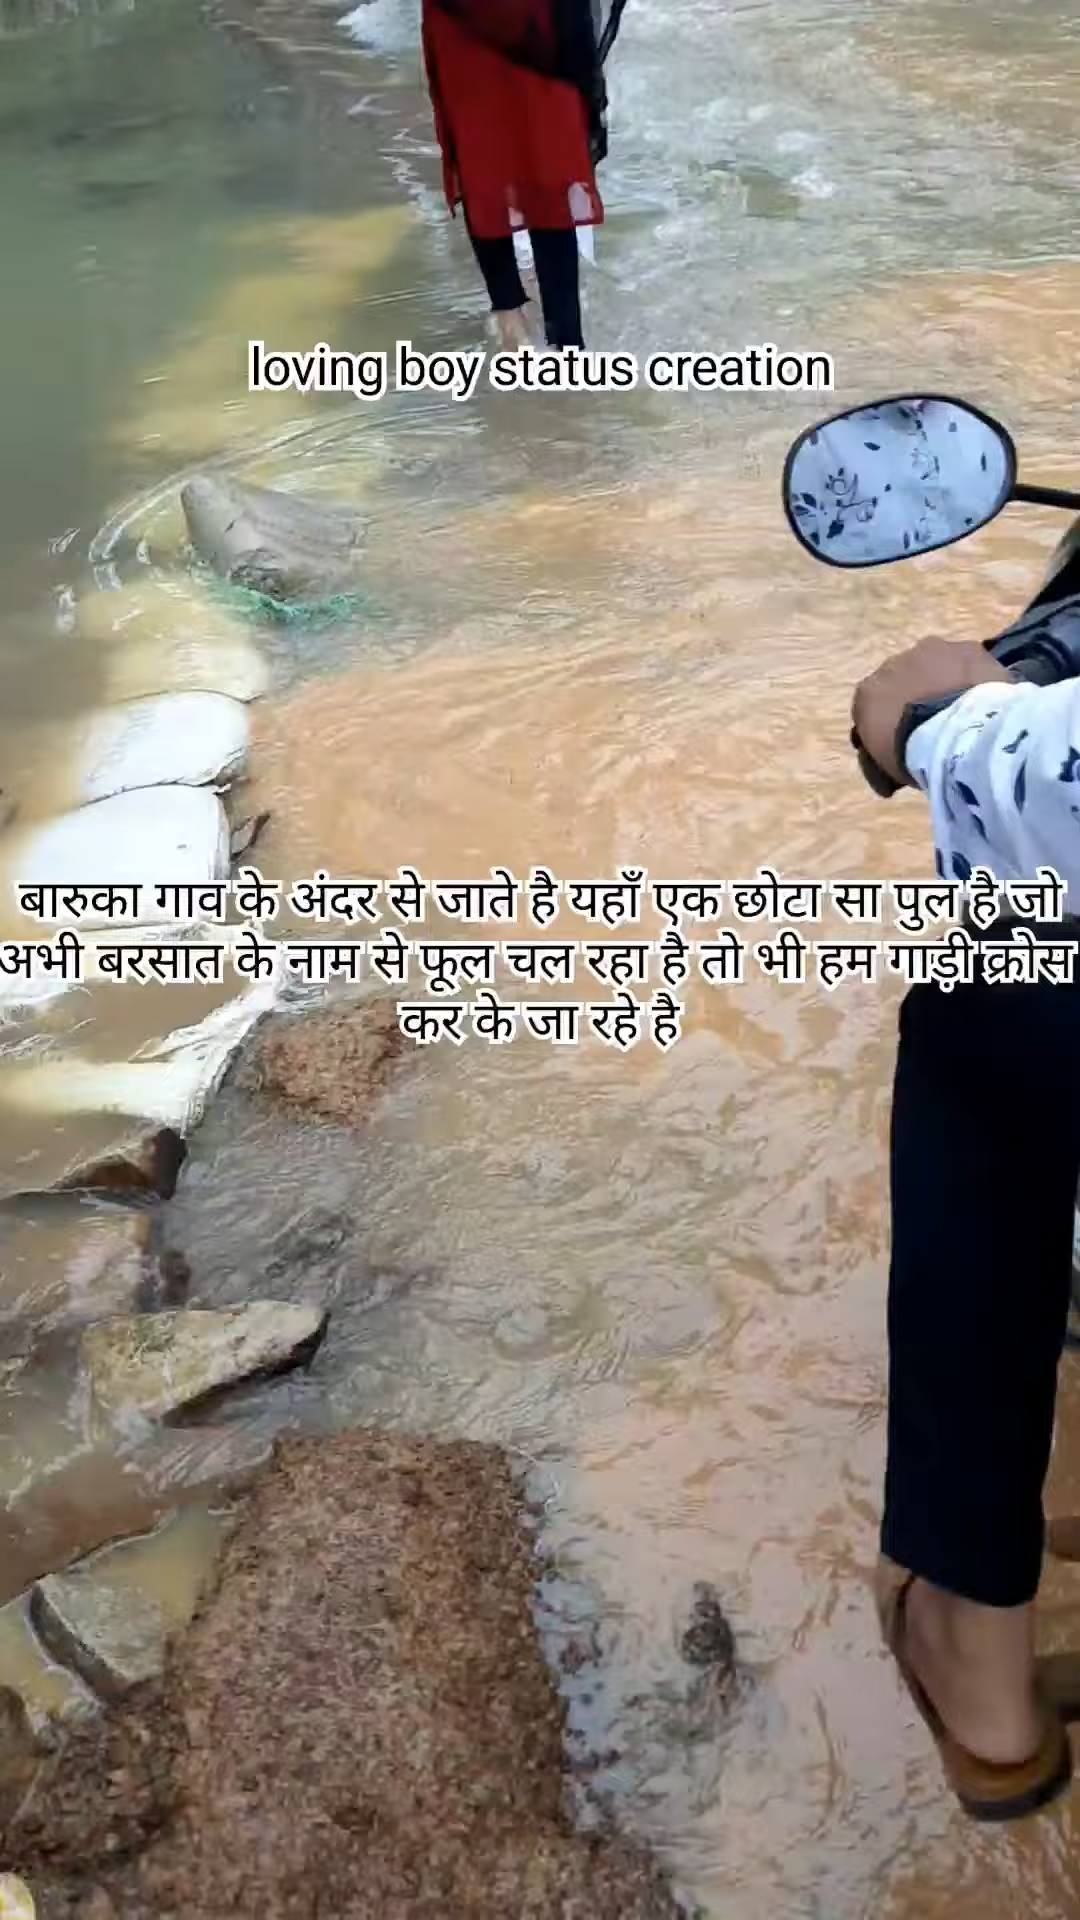 loving boy status creation
बारुका गाव के अंदर से जाते है यहाँ एक छोटा सा पुल है जो
अभी बरसात के नाम से फूल चल रहा है तो भी हम गाड़ी क्रोस
कर के जा रहे है